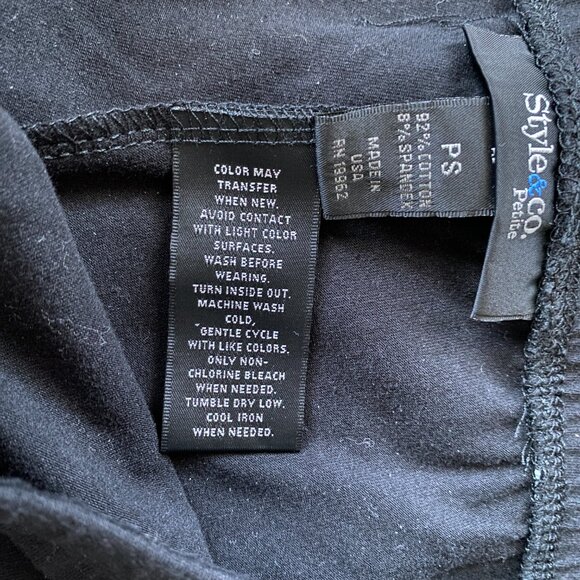 Style&co.
Petite
PS
92% COTTON
8% SPANDEX
MADE IN
USA
RN 19962
COLOR MAY
TRANSFER
WHEN NEW.
AVOID CONTACT
WITH LIGHT COLOR
SURFACES.
WASH BEFORE
WEARING.
TURN INSIDE OUT.
MACHINE WASH
COLD,
GENTLE CYCLE
WITH LIKE COLORS.
ONLY NON-
CHLORINE BLEACH
WHEN NEEDED.
TUMBLE DRY LOW.
COOL IRON
WHEN NEEDED.